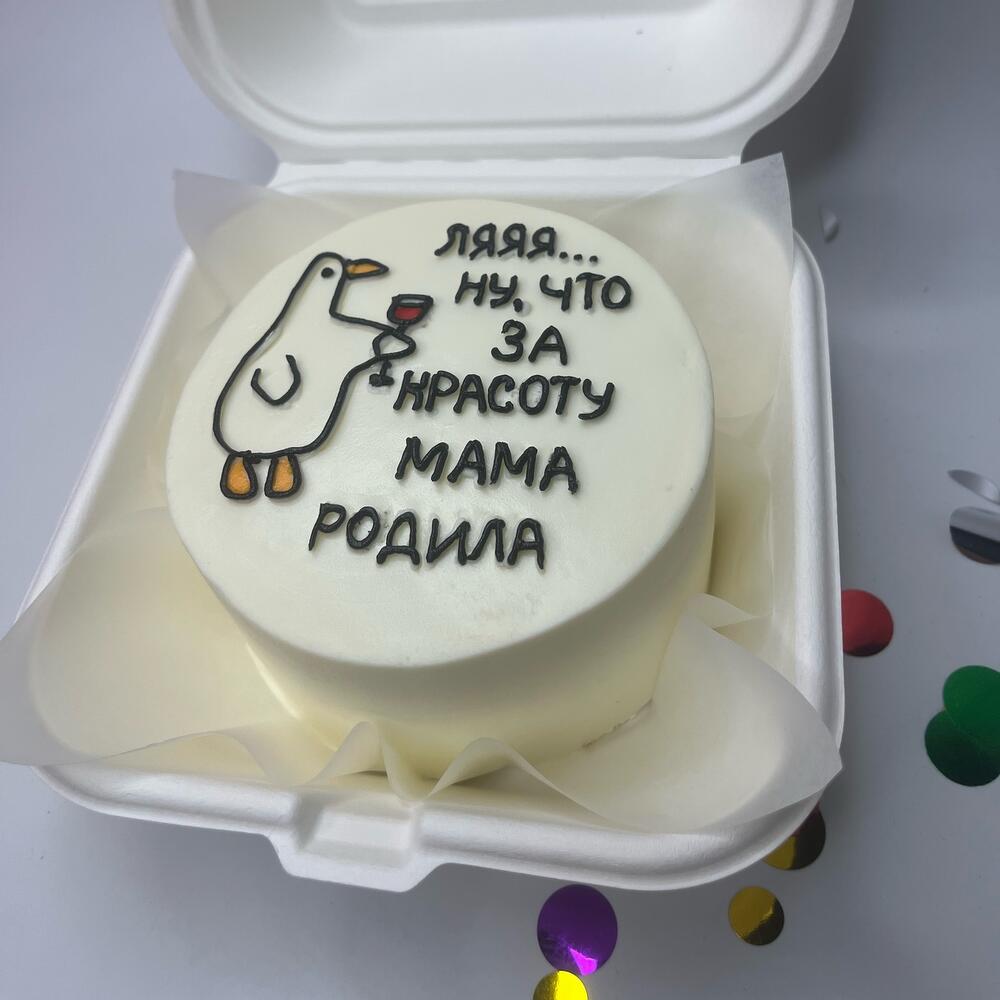 ЛЯЯЯ...
НУ, ЧТО
ЗА
КРАСОТУ
МАМА
РОДИЛА